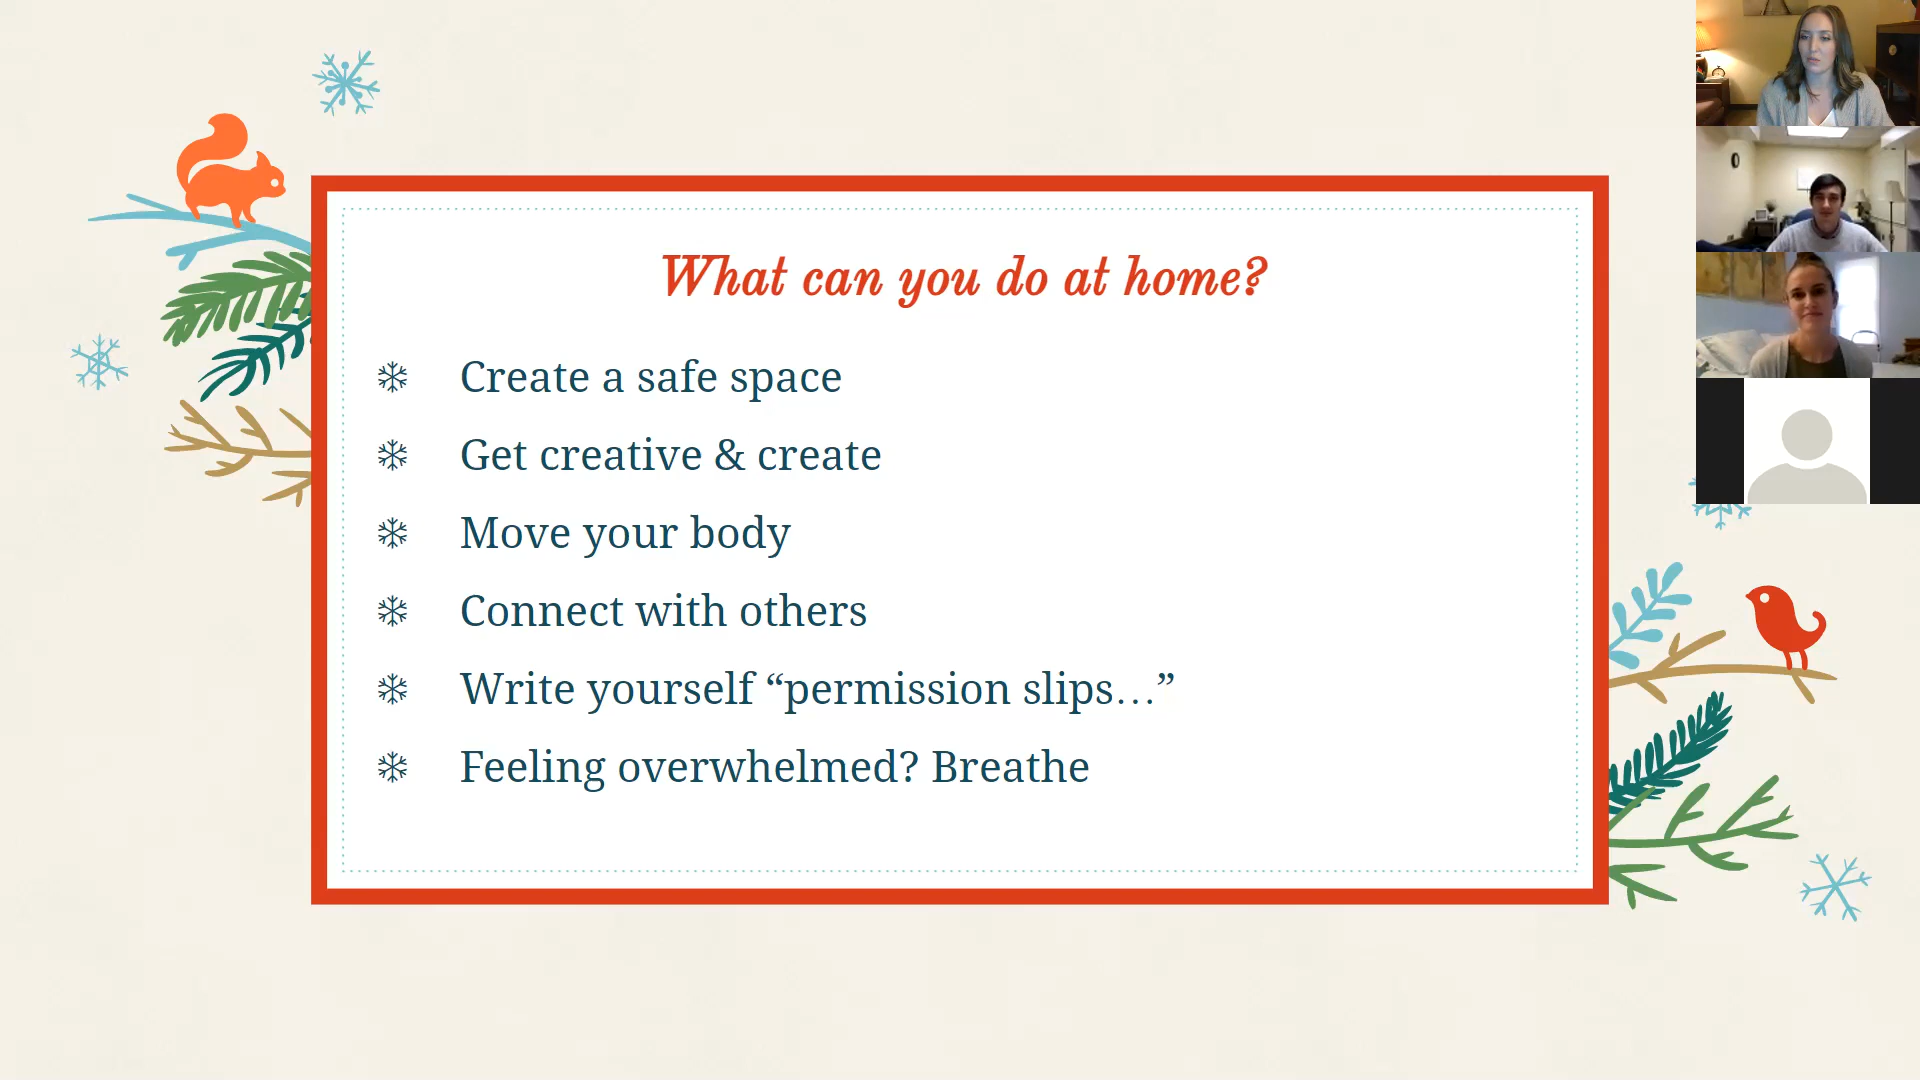 What can you do at home?
Create a safe space
Get creative & create
Move your body
Connect with others
Write yourself “permission slips…”
Feeling overwhelmed? Breathe